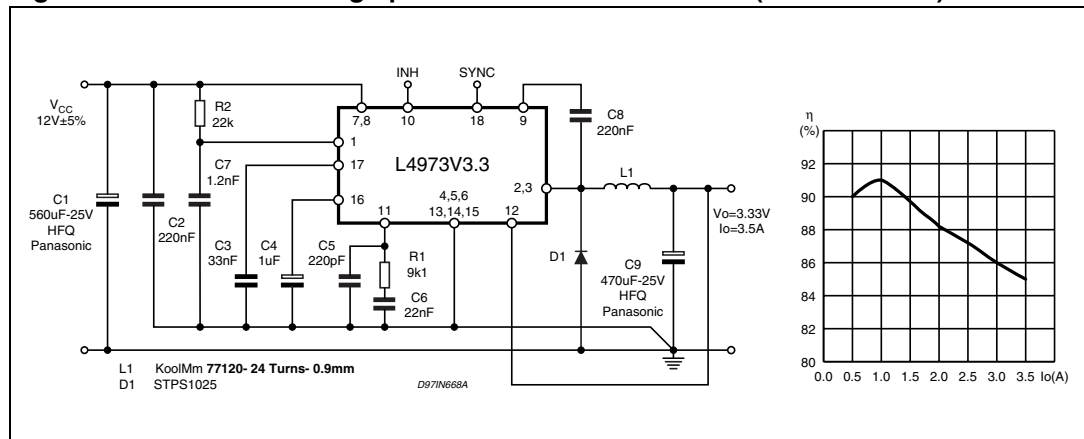 INH
SYNC
VCC
12V±5%
R2
22k
7,8
10
18
9
C8
220nF
1
17
16
L4973V3.3
2,3
4,5,6
13,14,15
11
12
L1
C7
1.2nF
C1
560uF-25V
HFQ
Panasonic
C2
220nF
C3
33nF
C4
1uF
C5
220pF
R1
9k1
C6
22nF
D1
C9
470uF-25V
HFQ
Panasonic
Vo=3.33V
Io=3.5A
L1 KoolMm 77120- 24 Turns- 0.9mm
D1 STPS1025
D97IN668A
η
(%)
92
90
88
86
84
82
80
0.0 0.5 1.0 1.5 2.0 2.5 3.0 3.5 Io(A)